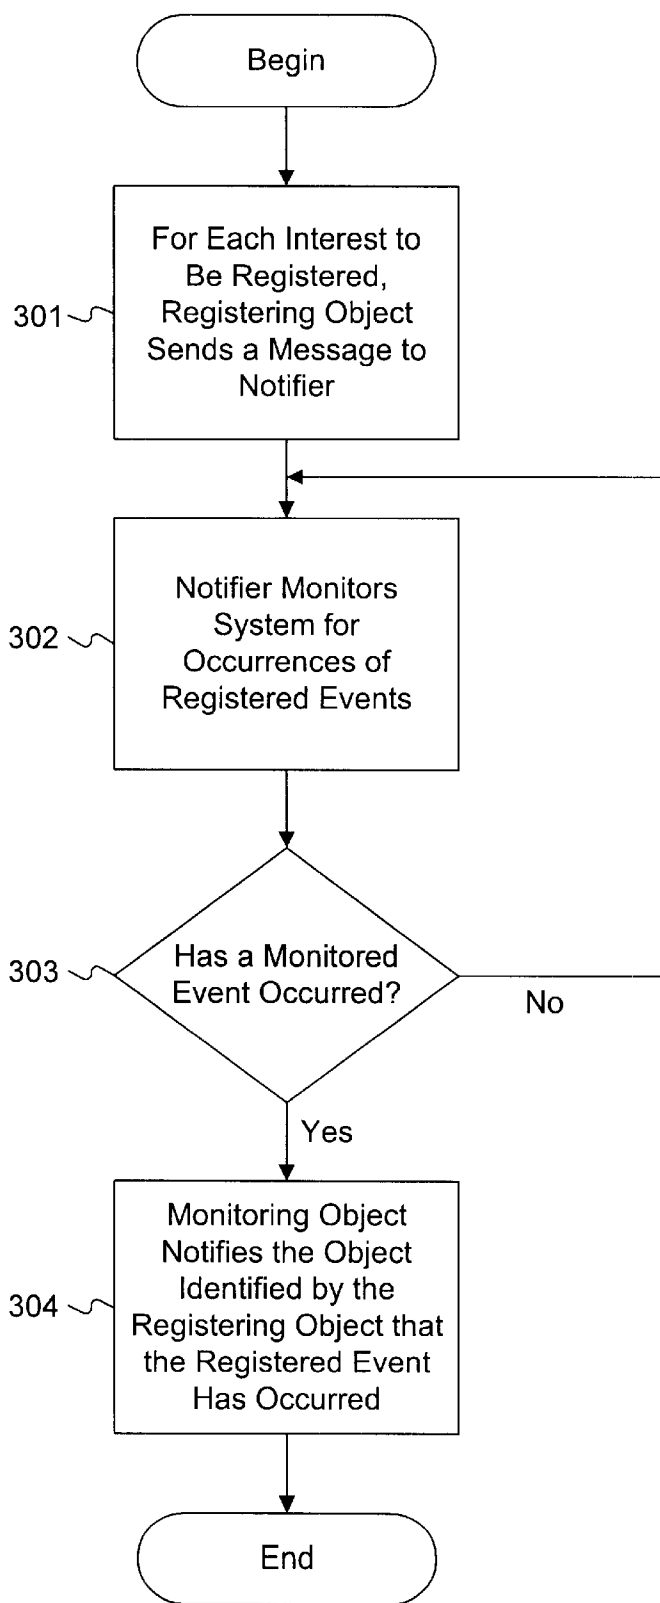 Begin
For Each Interest to
Be Registered,
Registering Object
Sends a Message to
Notifier
301
Notifier Monitors
System for
Occurrences of
Registered Events
302
Has a Monitored
Event Occurred?
303
No
Yes
Monitoring Object
Notifies the Object
Identified by the
Registering Object that
the Registered Event
Has Occurred
304
End